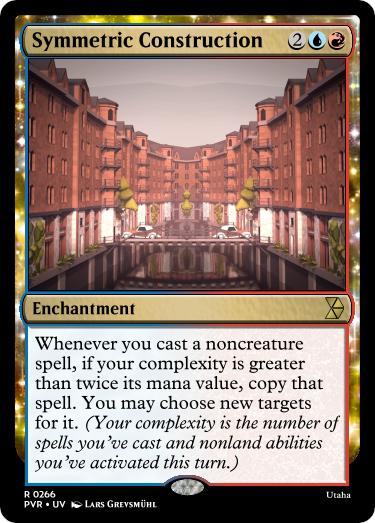 Symmetric Construction 2
Enchantment
Whenever you cast a noncreature
spell, if your complexity is greater
than twice its mana value, copy that
spell. You may choose new targets
for it. (Your complexity is the number of
spells you've cast and nonland abilities
you've activated this turn.)
R 0266
PVR • UV Lars Greysmühl
Utaha